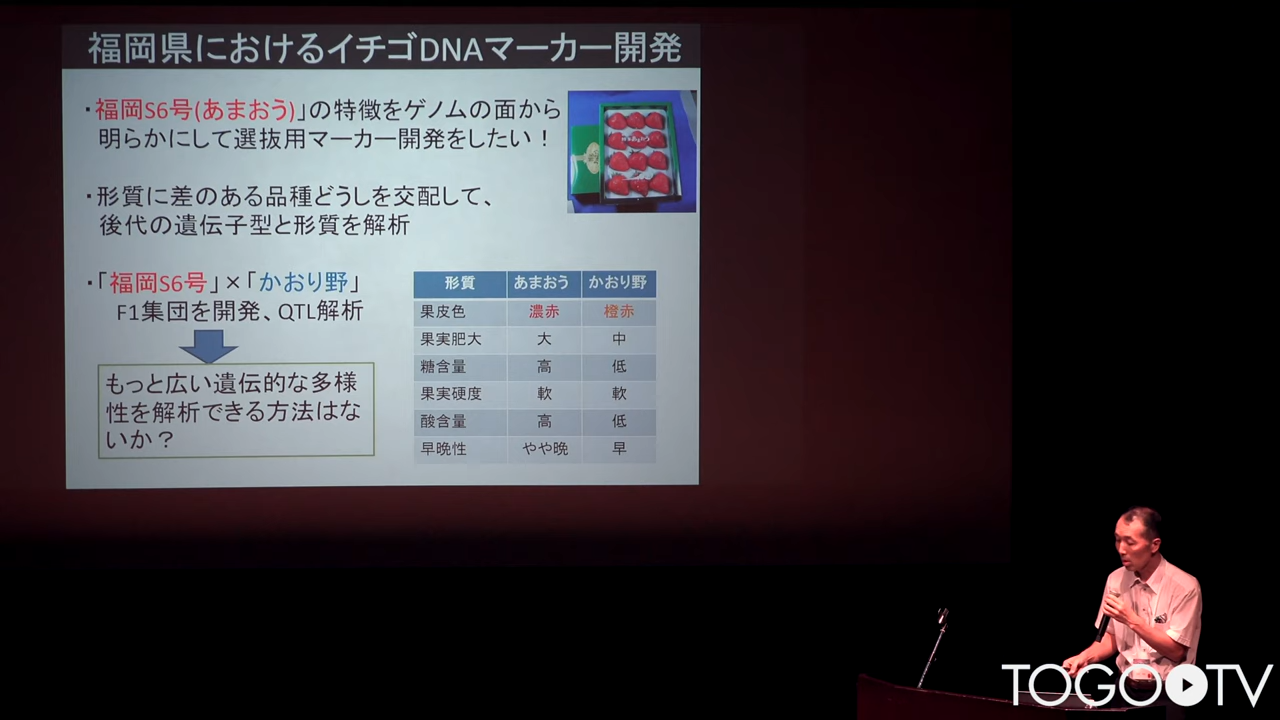 福岡県におけるイチゴDNAマーカー開発
・福岡S6号(あまおう)」の特徴をゲノムの面から
明らかにして選抜用マーカー開発をしたい！
・形質に差のある品種どうしを交配して、
後代の遺伝子型と形質を解析
・「福岡S6号」×「かおり野」
F1集団を開発、QTL解析
もっと広い遺伝的な多様
性を解析できる方法はな
いか？
形質 あまおう かおり野
果皮色 濃赤 橙赤
果実肥大 大 中
糖含量 高 低
果実硬度 軟 軟
酸含量 高 低
早晩性 やや晩 早
TOGO TV